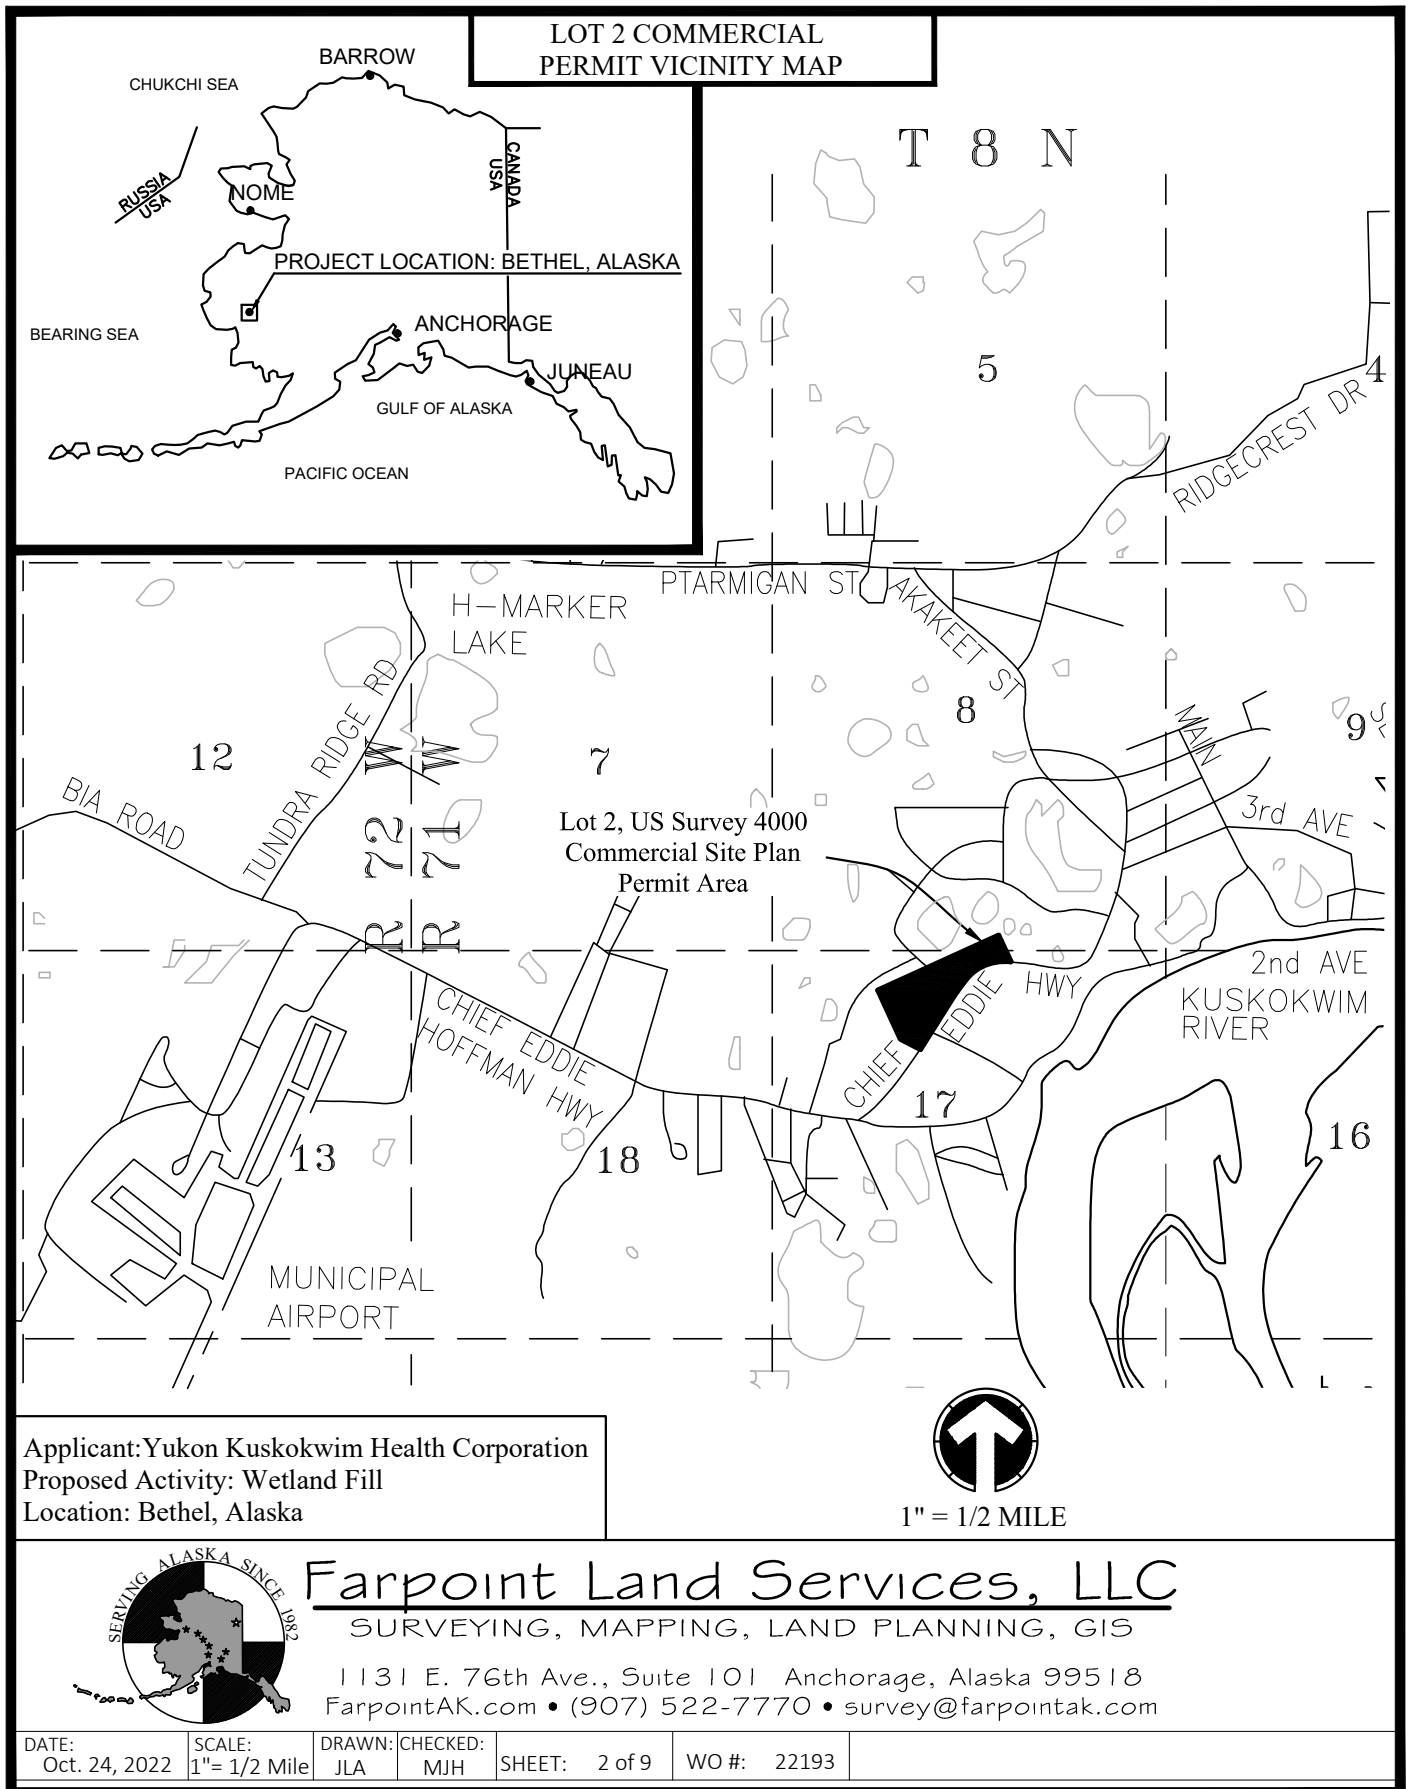 LOT 2 COMMERCIAL
PERMIT VICINITY MAP
BARROW
CHUKCHI SEA
CANADA
USA
RUSSIA
USA
NOME
PROJECT LOCATION: BETHEL, ALASKA
BEARING SEA
ANCHORAGE
JUNEAU
GULF OF ALASKA
PACIFIC OCEAN
T 8 N
5
4
RIDGECREST DR
PTARMIGAN ST
AKAKEET ST
H-MARKER
LAKE
TUNDRA RIDGE RD
BIA ROAD
12
R 72 W
R 71 W
7
8
9
MAIN
3rd AVE
Lot 2, US Survey 4000
Commercial Site Plan
Permit Area
2nd AVE
KUSKOKWIM
RIVER
CHIEF EDDIE HWY
CHIEF EDDIE
HOFFMAN HWY
17
16
13
18
MUNICIPAL
AIRPORT
Applicant:Yukon Kuskokwim Health Corporation
Proposed Activity: Wetland Fill
Location: Bethel, Alaska
1" = 1/2 MILE
SERVING ALASKA SINCE 1982
Farpoint Land Services, LLC
SURVEYING, MAPPING, LAND PLANNING, GIS
1131 E. 76th Ave., Suite 101 Anchorage, Alaska 99518
FarpointAK.com • (907) 522-7770 • survey@farpointak.com
DATE:
Oct. 24, 2022
SCALE:
1"= 1/2 Mile
DRAWN:
JLA
CHECKED:
MJH
SHEET: 2 of 9
WO #: 22193